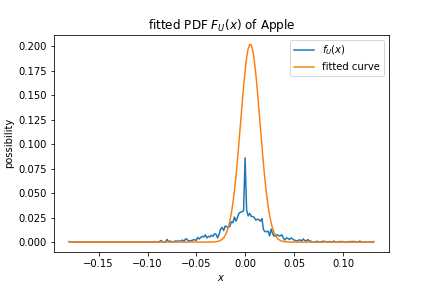 fitted PDF F_U(x) of Apple
f_U(x)
fitted curve
possibility
0.200
0.175
0.150
0.125
0.100
0.075
0.050
0.025
0.000
−0.15 −0.10 −0.05 0.00 0.05 0.10
x